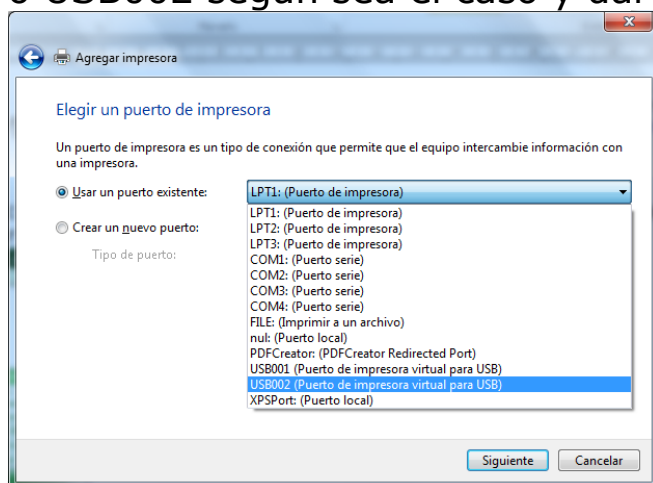 o USB002 según sea el caso y dar
Agregar impresora
Elegir un puerto de impresora
Un puerto de impresora es un tipo de conexión que permite que el equipo intercambie información con
una impresora.
Usar un puerto existente:
LPT1: (Puerto de impresora)
LPT1: (Puerto de impresora)
LPT2: (Puerto de impresora)
LPT3: (Puerto de impresora)
COM1: (Puerto serie)
COM2: (Puerto serie)
COM3: (Puerto serie)
COM4: (Puerto serie)
FILE: (Imprimir a un archivo)
nul: (Puerto local)
PDFCreator: (PDFCreator Redirected Port)
USB001 (Puerto de impresora virtual para USB)
USB002 (Puerto de impresora virtual para USB)
XPSPort: (Puerto local)
Crear un nuevo puerto:
Tipo de puerto:
Siguiente
Cancelar